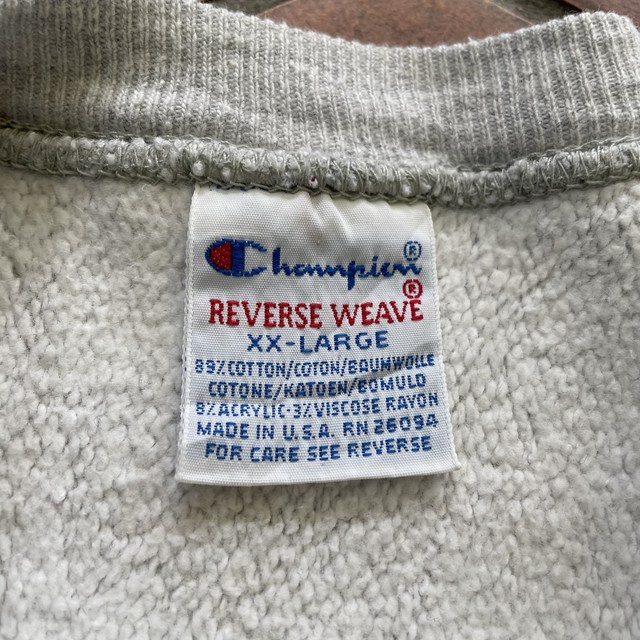 Champion®
REVERSE WEAVE®
XX-LARGE
89%COTTON/COTON/BAUMWOLLE
COTONE/KATOEN/BOMULD
8%ACRYLIC-3%VISCOSE RAYON
MADE IN U.S.A. RN 26094
FOR CARE SEE REVERSE